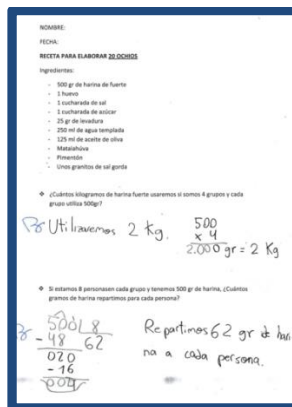 NOMBRE:
FECHA:
RECETA PARA ELABORAR 20 OCHIOS
Ingredientes:
- 500 gr de harina de fuerte
- 1 huevo
- 1 cucharada de sal
- 1 cucharada de azúcar
- 25 gr de levadura
- 250 ml de agua templada
- 125 ml de aceite de oliva
- Matalahúva
- Pimentón
- Unos granitos de sal gorda
❖ ¿Cuántos kilogramos de harina fuerte usaremos si somos 4 grupos y cada
grupo utiliza 500gr?
Utilizaremos 2 Kg.
500
x 4
2.000 gr = 2 Kg
❖ Si estamos 8 personasen cada grupo y tenemos 500 gr de harina, ¿Cuántos
gramos de harina repartimos para cada persona?
500 8
- 48 62
020
- 16
004
Repartimos 62 gr de hari
na a cada persona.